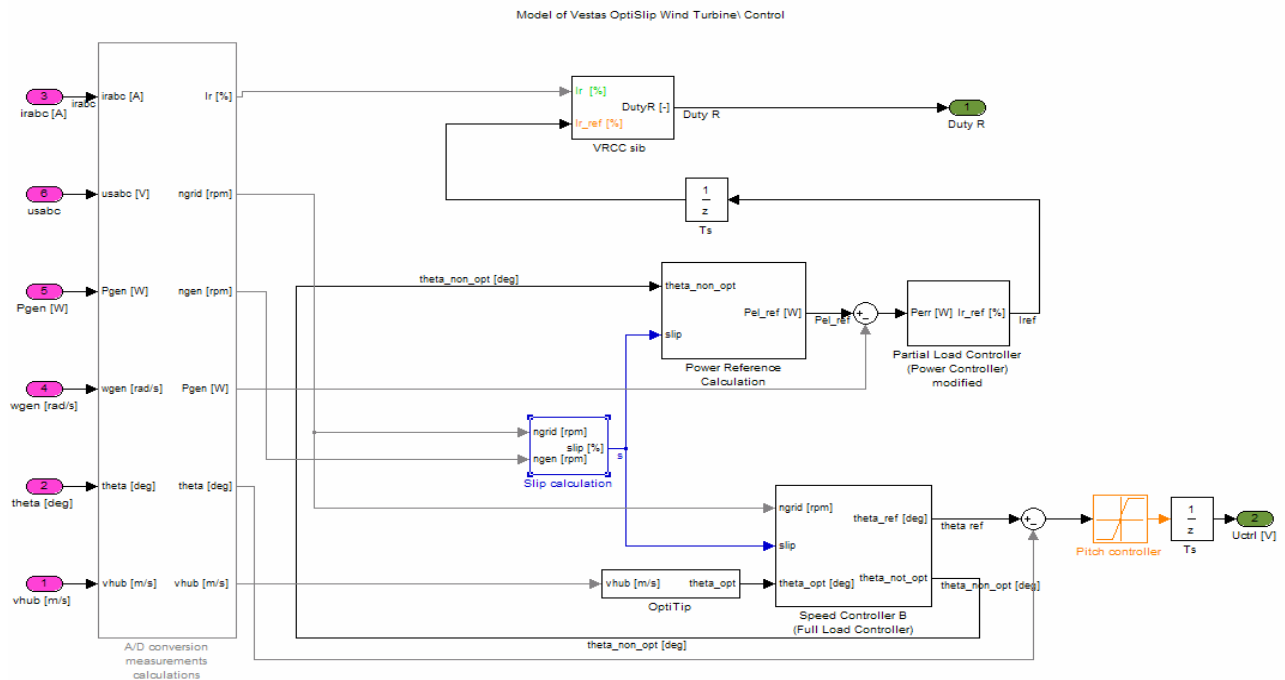 Model of Vestas OptiSlip Wind Turbine\ Control
3
irabc [A]
irabc
irabc [A]
Ir [%]
6
usabc
usabc [V]
ngrid [rpm]
5
Pgen [W]
Pgen [W]
ngen [rpm]
4
wgen [rad/s]
wgen [rad/s]
Pgen [W]
2
theta [deg]
theta [deg]
theta [deg]
1
vhub [m/s]
vhub [m/s]
vhub [m/s]
A/D conversion
measurements
calculations
Ir [%]
Ir_ref [%]
DutyR [-]
VRCC sib
Duty R
1
Duty R
1
z
Ts
theta_non_opt [deg]
theta_non_opt
slip
Pel_ref [W]
Power Reference
Calculation
Pel_ref
+
-
Perr [W]
Ir_ref [%]
Iref
Partial Load Controller
(Power Controller)
modified
ngrid [rpm]
slip [%]
ngen [rpm]
s
Slip calculation
ngrid [rpm]
theta_ref [deg]
slip
theta_opt [deg]
theta_not_opt
Speed Controller B
(Full Load Controller)
theta ref
theta_non_opt [deg]
vhub [m/s]
theta_opt
OptiTip
theta_non_opt [deg]
+
-
Pitch controller
1
z
Ts
2
Uctrl [V]